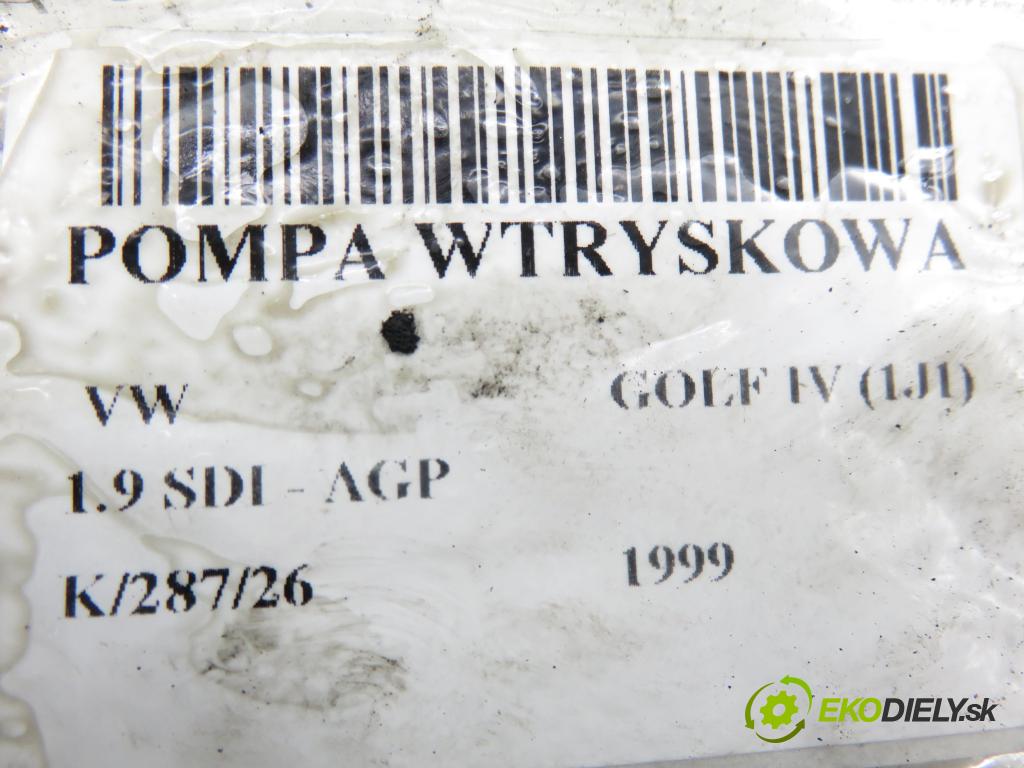 POMPA WTRYSKOWA
VW GOLF IV (1J1)
1.9 SDI - AGP
K/287/26 1999
EKODIELY.sk